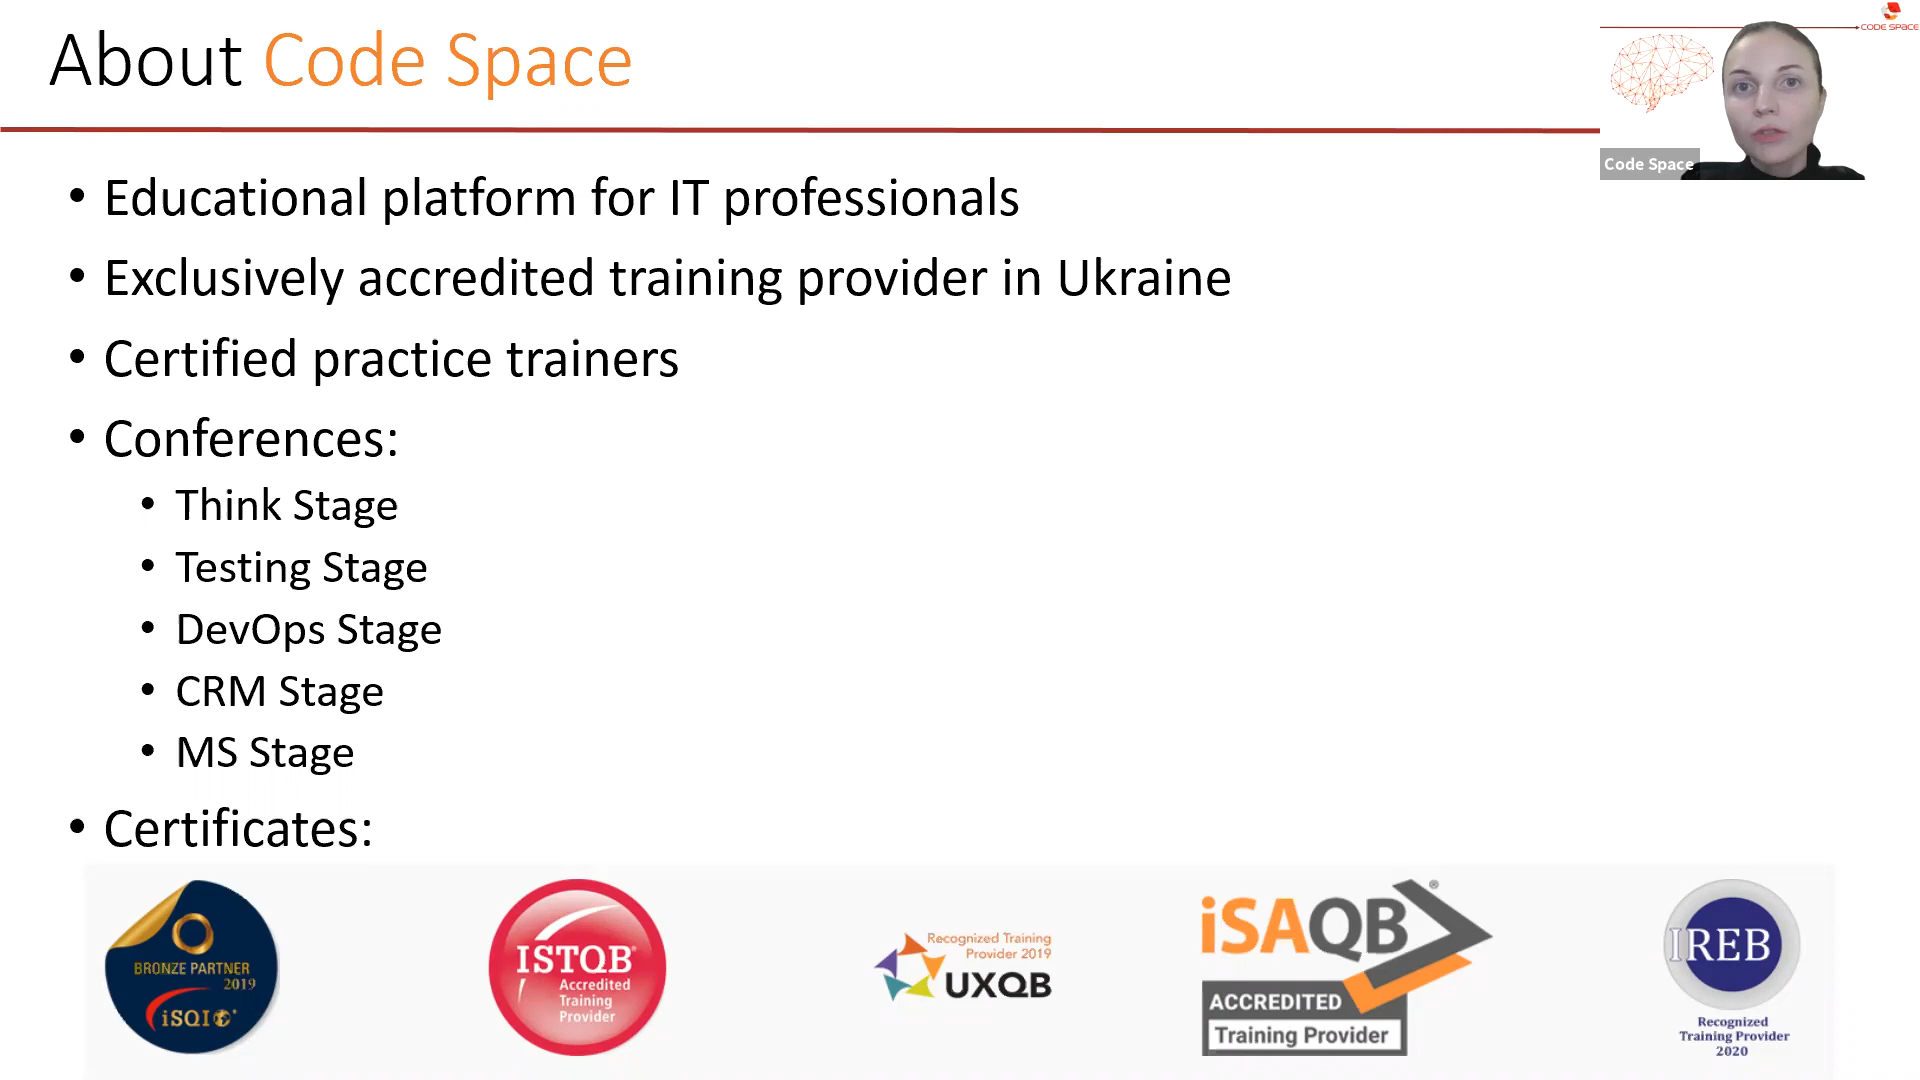 About Code Space
CODE SPACE
Code Space
• Educational platform for IT professionals
• Exclusively accredited training provider in Ukraine
• Certified practice trainers
• Conferences:
• Think Stage
• Testing Stage
• DevOps Stage
• CRM Stage
• MS Stage
• Certificates:
BRONZE PARTNER
2019
iSQI
ISTQB®
Accredited
Training
Provider
Recognized Training
Provider 2019
UXQB
iSAQB®
ACCREDITED
Training Provider
IREB
Recognized
Training Provider
2020